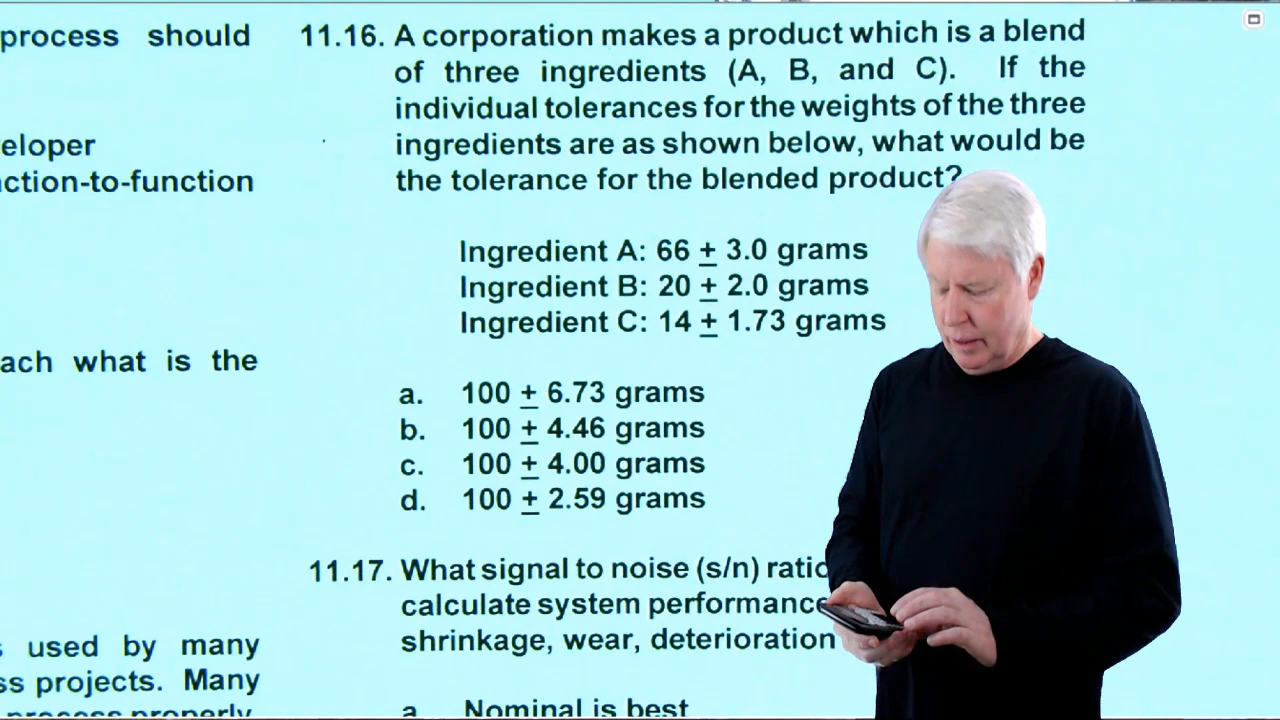 process should
eloper
ction-to-function
ach what is the
used by many
ss projects. Many
process properly
11.16. A corporation makes a product which is a blend
of three ingredients (A, B, and C). If the
individual tolerances for the weights of the three
ingredients are as shown below, what would be
the tolerance for the blended product?
Ingredient A: 66 ± 3.0 grams
Ingredient B: 20 ± 2.0 grams
Ingredient C: 14 ± 1.73 grams
a. 100 ± 6.73 grams
b. 100 ± 4.46 grams
c. 100 ± 4.00 grams
d. 100 ± 2.59 grams
11.17. What signal to noise (s/n) ratio
calculate system performance
shrinkage, wear, deterioration
a Nominal is best